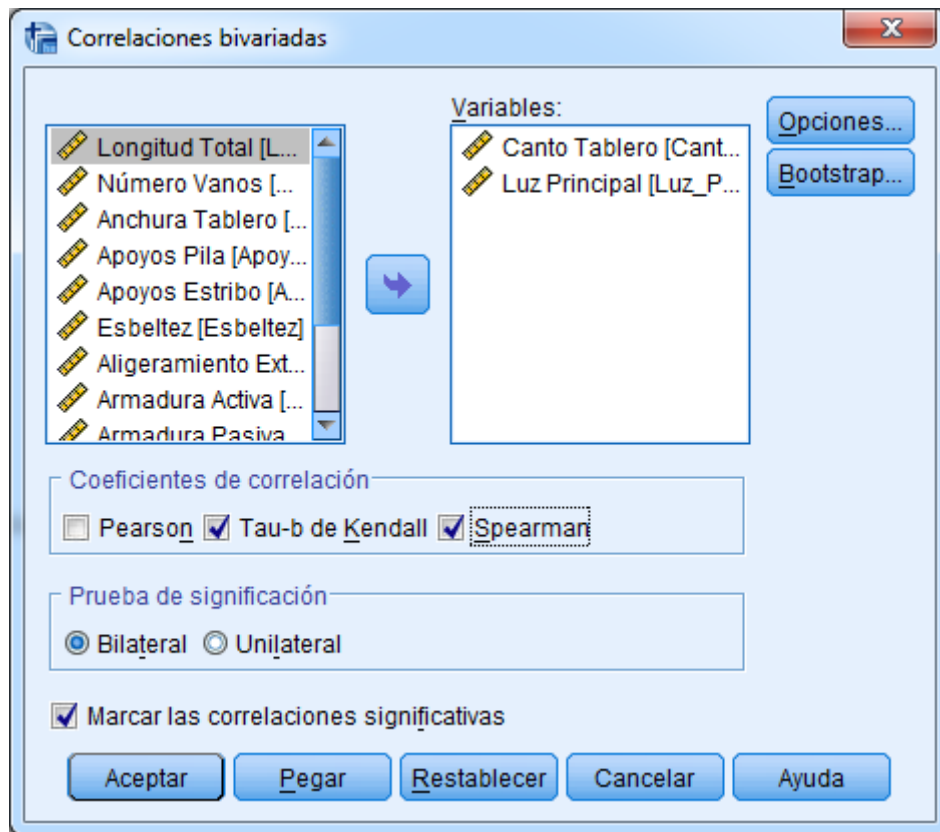 Correlaciones bivariadas
Variables:
Longitud Total [L...
Número Vanos [...
Anchura Tablero [...
Apoyos Pila [Apoy...
Apoyos Estribo [A...
Esbeltez [Esbeltez]
Aligeramiento Ext...
Armadura Activa [...
Armadura Pasiva
Canto Tablero [Cant...
Luz Principal [Luz_P...
Opciones...
Bootstrap...
Coeficientes de correlación
Pearson Tau-b de Kendall Spearman
Prueba de significación
Bilateral Unilateral
Marcar las correlaciones significativas
Aceptar Pegar Restablecer Cancelar Ayuda